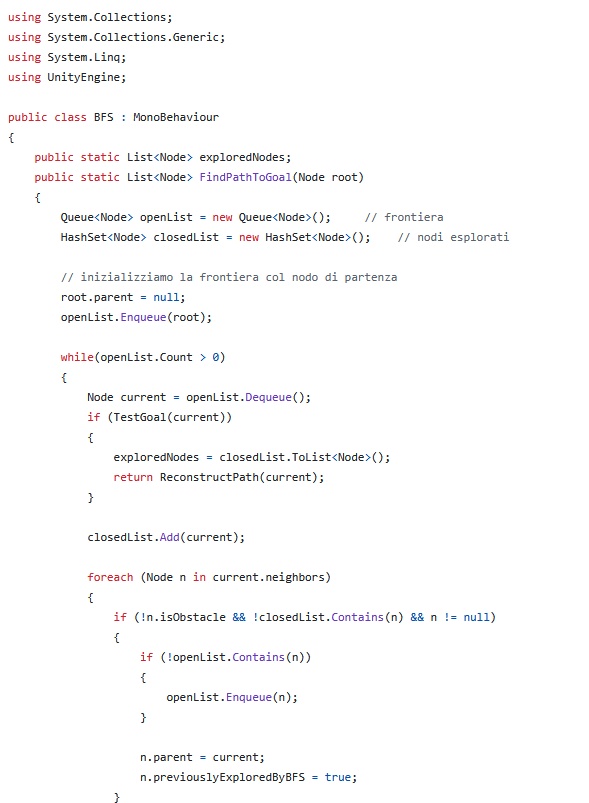 using System.Collections;
using System.Collections.Generic;
using System.Linq;
using UnityEngine;

public class BFS : MonoBehaviour
{
    public static List<Node> exploredNodes;
    public static List<Node> FindPathToGoal(Node root)
    {
        Queue<Node> openList = new Queue<Node>();     // frontiera
        HashSet<Node> closedList = new HashSet<Node>();    // nodi esplorati

        // inizializziamo la frontiera col nodo di partenza
        root.parent = null;
        openList.Enqueue(root);

        while(openList.Count > 0)
        {
            Node current = openList.Dequeue();
            if (TestGoal(current))
            {
                exploredNodes = closedList.ToList<Node>();
                return ReconstructPath(current);
            }

            closedList.Add(current);

            foreach (Node n in current.neighbors)
            {
                if (!n.isObstacle && !closedList.Contains(n) && n != null)
                {
                    if (!openList.Contains(n))
                    {
                        openList.Enqueue(n);
                    }

                    n.parent = current;
                    n.previouslyExploredByBFS = true;
                }